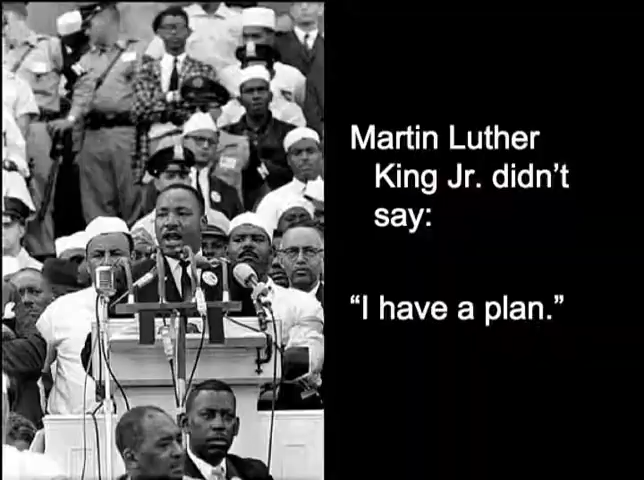 Martin Luther
King Jr. didn’t
say:
“I have a plan.”